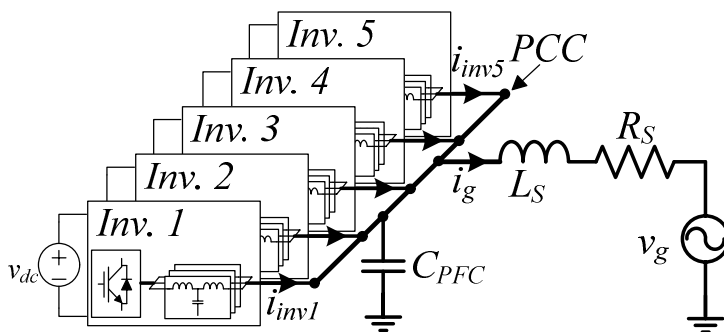 Inv. 5
PCC
i_inv5
Inv. 4
Inv. 3
R_S
Inv. 2
i_g
L_S
Inv. 1
v_dc
v_g
C_PFC
i_inv1